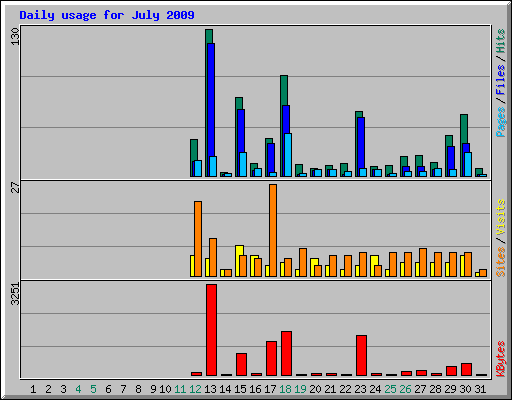 Daily usage for July 2009
130
Pages / Files / Hits
27
Sites / Visits
3251
KBytes
1 2 3 4 5 6 7 8 9 10 11 12 13 14 15 16 17 18 19 20 21 22 23 24 25 26 27 28 29 30 31